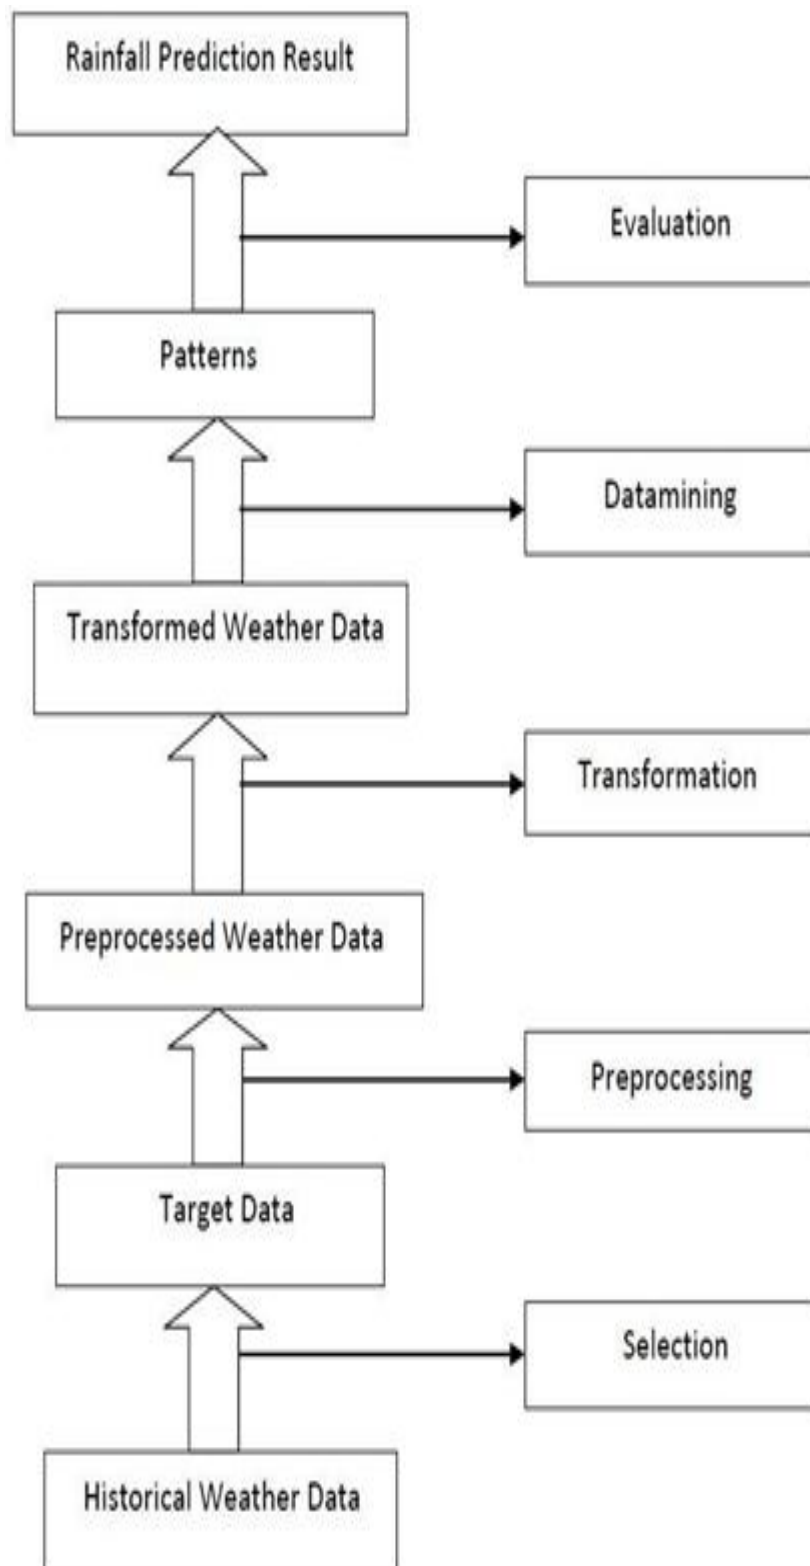 Rainfall Prediction Result
Evaluation
Patterns
Datamining
Transformed Weather Data
Transformation
Preprocessed Weather Data
Preprocessing
Target Data
Selection
Historical Weather Data